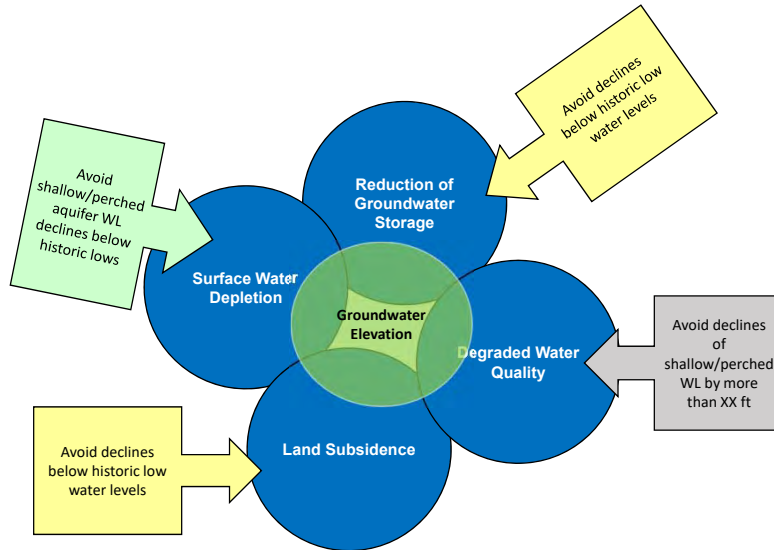 Avoid declines
below historic low
water levels
Avoid
shallow/perched
aquifer WL
declines below
historic lows
Reduction of
Groundwater
Storage
Surface Water
Depletion
Groundwater
Elevation
Degraded Water
Quality
Avoid declines
of
shallow/perched
WL by more
than XX ft
Land Subsidence
Avoid declines
below historic low
water levels